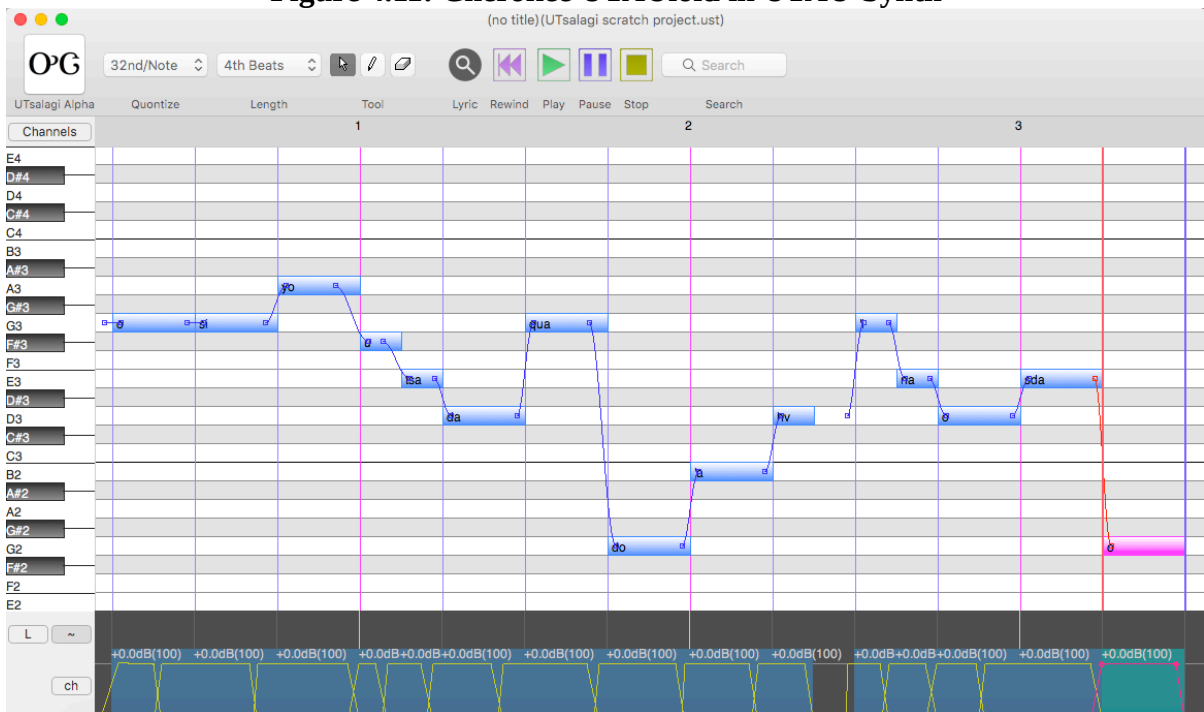 (no title)(UTsalagi scratch project.ust)
32nd/Note 4th Beats Search
UTsalagi Alpha Quontize Length Tool Lyric Rewind Play Pause Stop Search
Channels 1 2 3
E4
D#4
D4
C#4
C4
B3
A#3
A3 yo
G#3
G3 si qua
F#3
F3
E3 tsa na sda
D#3
D3 da nv
C#3
C3
B2 a
A#2
A2
G#2
G2 do
F#2
F2
E2
L ~
+0.0dB(100) +0.0dB(100) +0.0dB(100) +0.0dB+0.0dB+0.0dB(100) +0.0dB(100) +0.0dB(100) +0.0dB(100) +0.0dB(100) +0.0dB+0.0dB+0.0dB(100) +0.0dB(100) +0.0dB(100)
ch